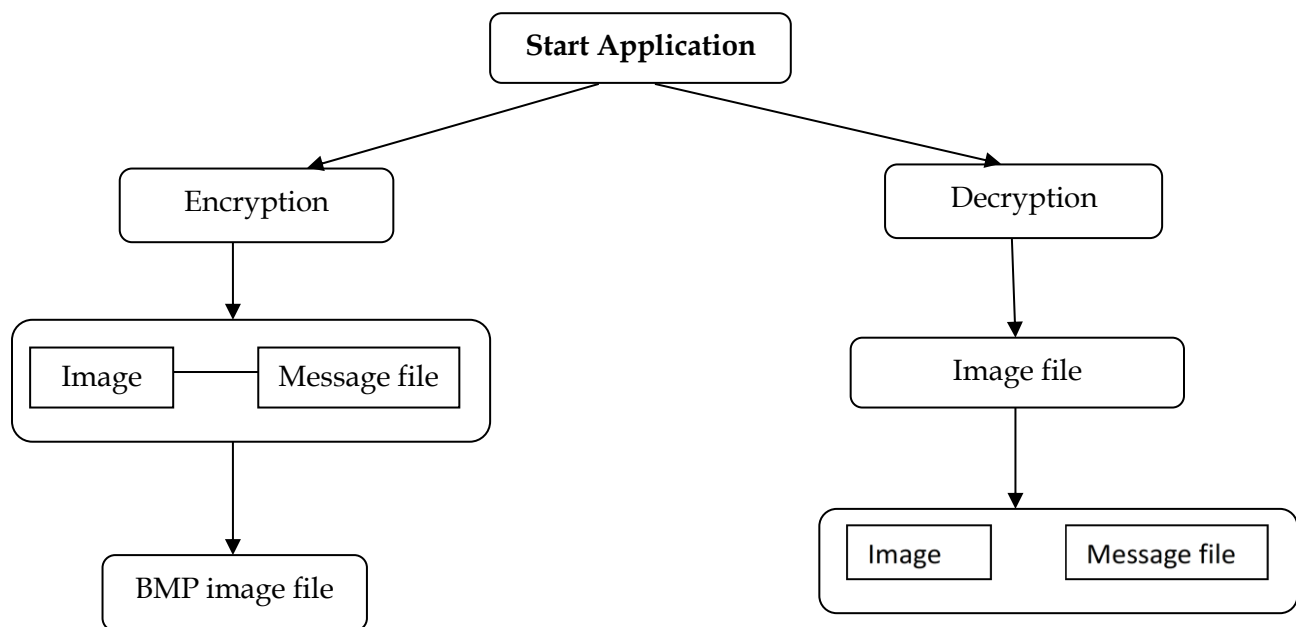 Start Application
Encryption
Decryption
Image
Message file
Image file
BMP image file
Image
Message file